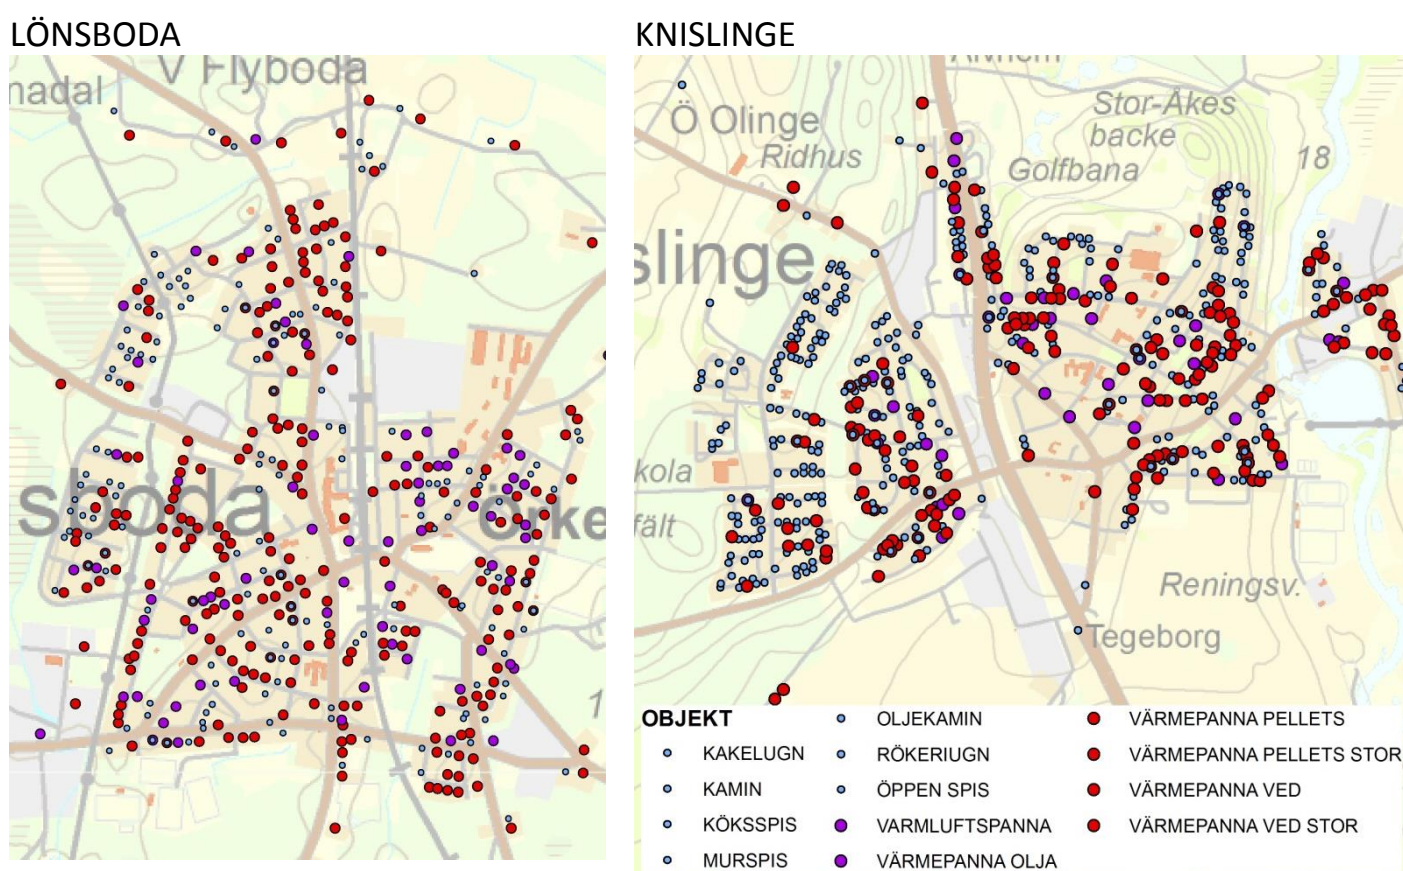 LÖNSBODA
KNISLINGE
V Flyboda
nadal
sboda
örke
1
Ö Olinge
Ridhus
Stor-Åkes
backe
Golfbana
18
slinge
kola
fält
Reningsv.
Tegeborg
OBJEKT
KAKELUGN
KAMIN
KÖKSSPIS
MURSPIS
OLJEKAMIN
RÖKERIUGN
ÖPPEN SPIS
VARMLUFTSPANNA
VÄRMEPANNA OLJA
VÄRMEPANNA PELLETS
VÄRMEPANNA PELLETS STOR
VÄRMEPANNA VED
VÄRMEPANNA VED STOR